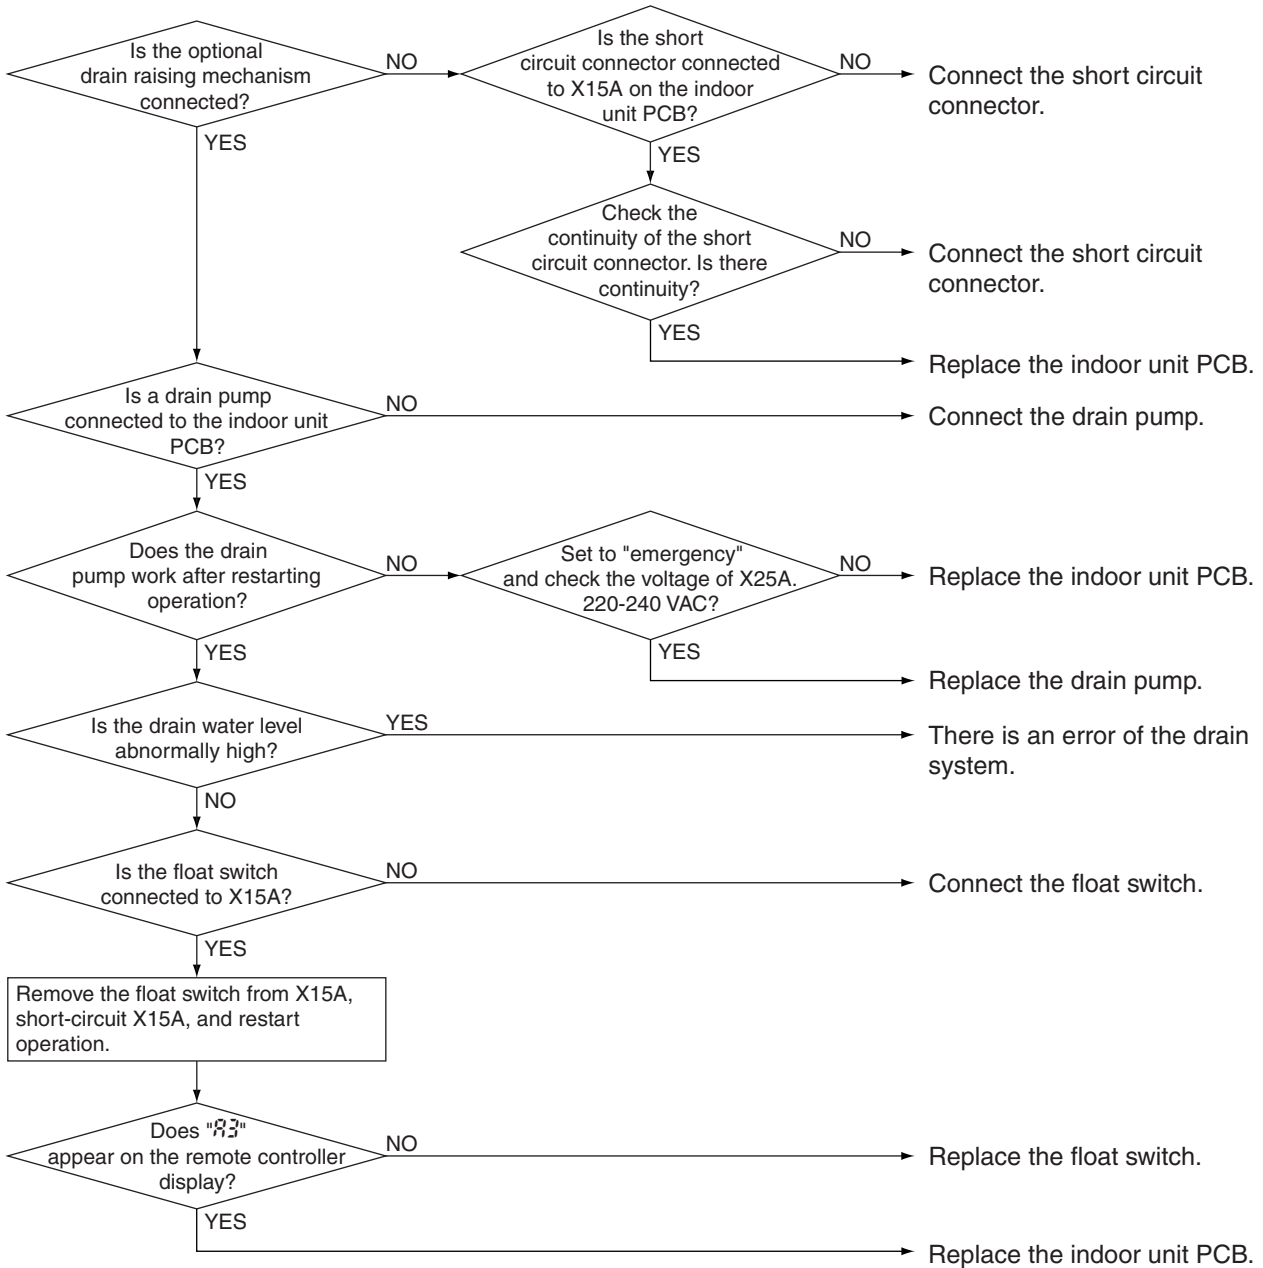 Is the optional
drain raising mechanism
connected?
NO
Is the short
circuit connector connected
to X15A on the indoor
unit PCB?
NO
Connect the short circuit
connector.
YES
YES
Check the
continuity of the short
circuit connector. Is there
continuity?
NO
Connect the short circuit
connector.
YES
Replace the indoor unit PCB.
Is a drain pump
connected to the indoor unit
PCB?
NO
Connect the drain pump.
YES
Does the drain
pump work after restarting
operation?
NO
Set to "emergency"
and check the voltage of X25A.
220-240 VAC?
NO
Replace the indoor unit PCB.
YES
YES
Replace the drain pump.
Is the drain water level
abnormally high?
YES
There is an error of the drain
system.
NO
Is the float switch
connected to X15A?
NO
Connect the float switch.
YES
Remove the float switch from X15A,
short-circuit X15A, and restart
operation.
Does "A3"
appear on the remote controller
display?
NO
Replace the float switch.
YES
Replace the indoor unit PCB.